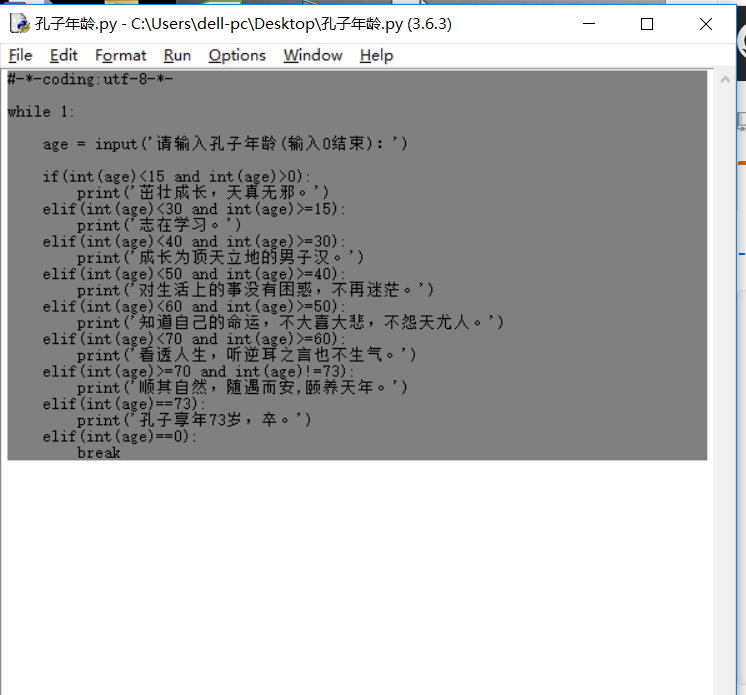 孔子年龄.py - C:\Users\dell-pc\Desktop\孔子年龄.py (3.6.3)
File Edit Format Run Options Window Help
#-*-coding:utf-8-*-
while 1:
    age = input('请输入孔子年龄(输入0结束):')
    if(int(age)<15 and int(age)>0):
        print('茁壮成长，天真无邪。')
    elif(int(age)<30 and int(age)>=15):
        print('志在学习。')
    elif(int(age)<40 and int(age)>=30):
        print('成长为顶天立地的男子汉。')
    elif(int(age)<50 and int(age)>=40):
        print('对生活上的事没有困惑，不再迷茫。')
    elif(int(age)<60 and int(age)>=50):
        print('知道自己的命运，不大喜大悲，不怨天尤人。')
    elif(int(age)<70 and int(age)>=60):
        print('看透人生，听逆耳之言也不生气。')
    elif(int(age)>=70 and int(age)!=73):
        print('顺其自然，随遇而安,颐养天年。')
    elif(int(age)==73):
        print('孔子享年73岁，卒。')
    elif(int(age)==0):
        break